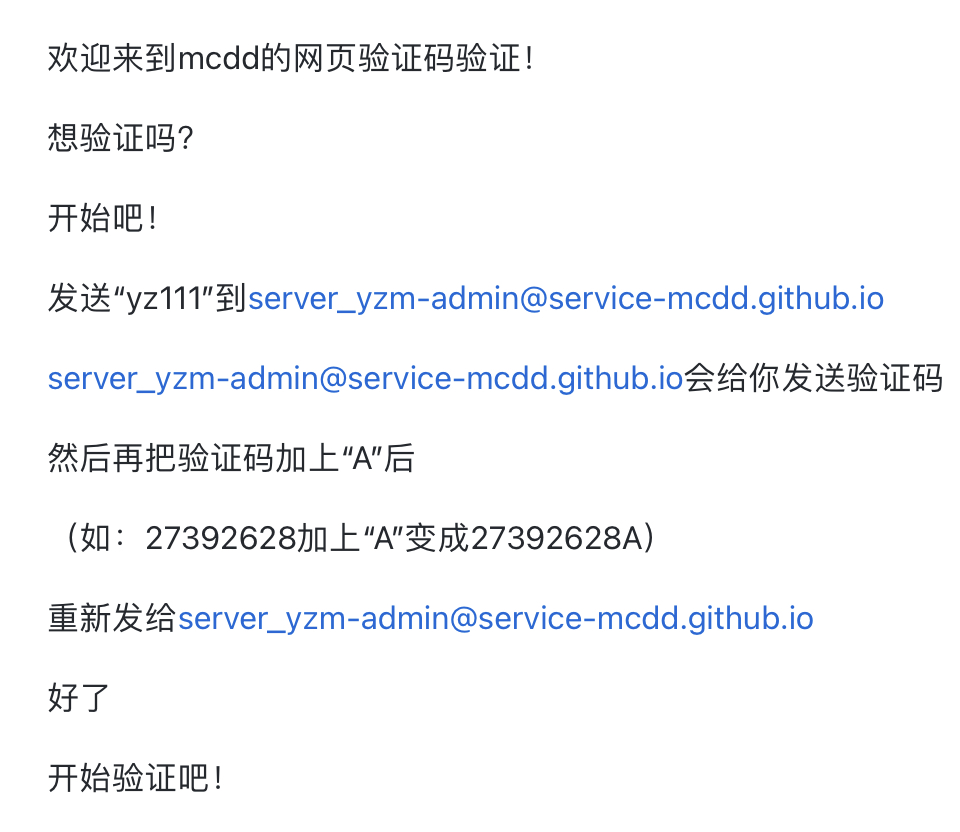 欢迎来到mcdd的网页验证码验证！
想验证吗？
开始吧！
发送“yz111”到server_yzm-admin@service-mcdd.github.io
server_yzm-admin@service-mcdd.github.io会给你发送验证码
然后再把验证码加上“A”后
（如：27392628加上“A”变成27392628A）
重新发给server_yzm-admin@service-mcdd.github.io
好了
开始验证吧！